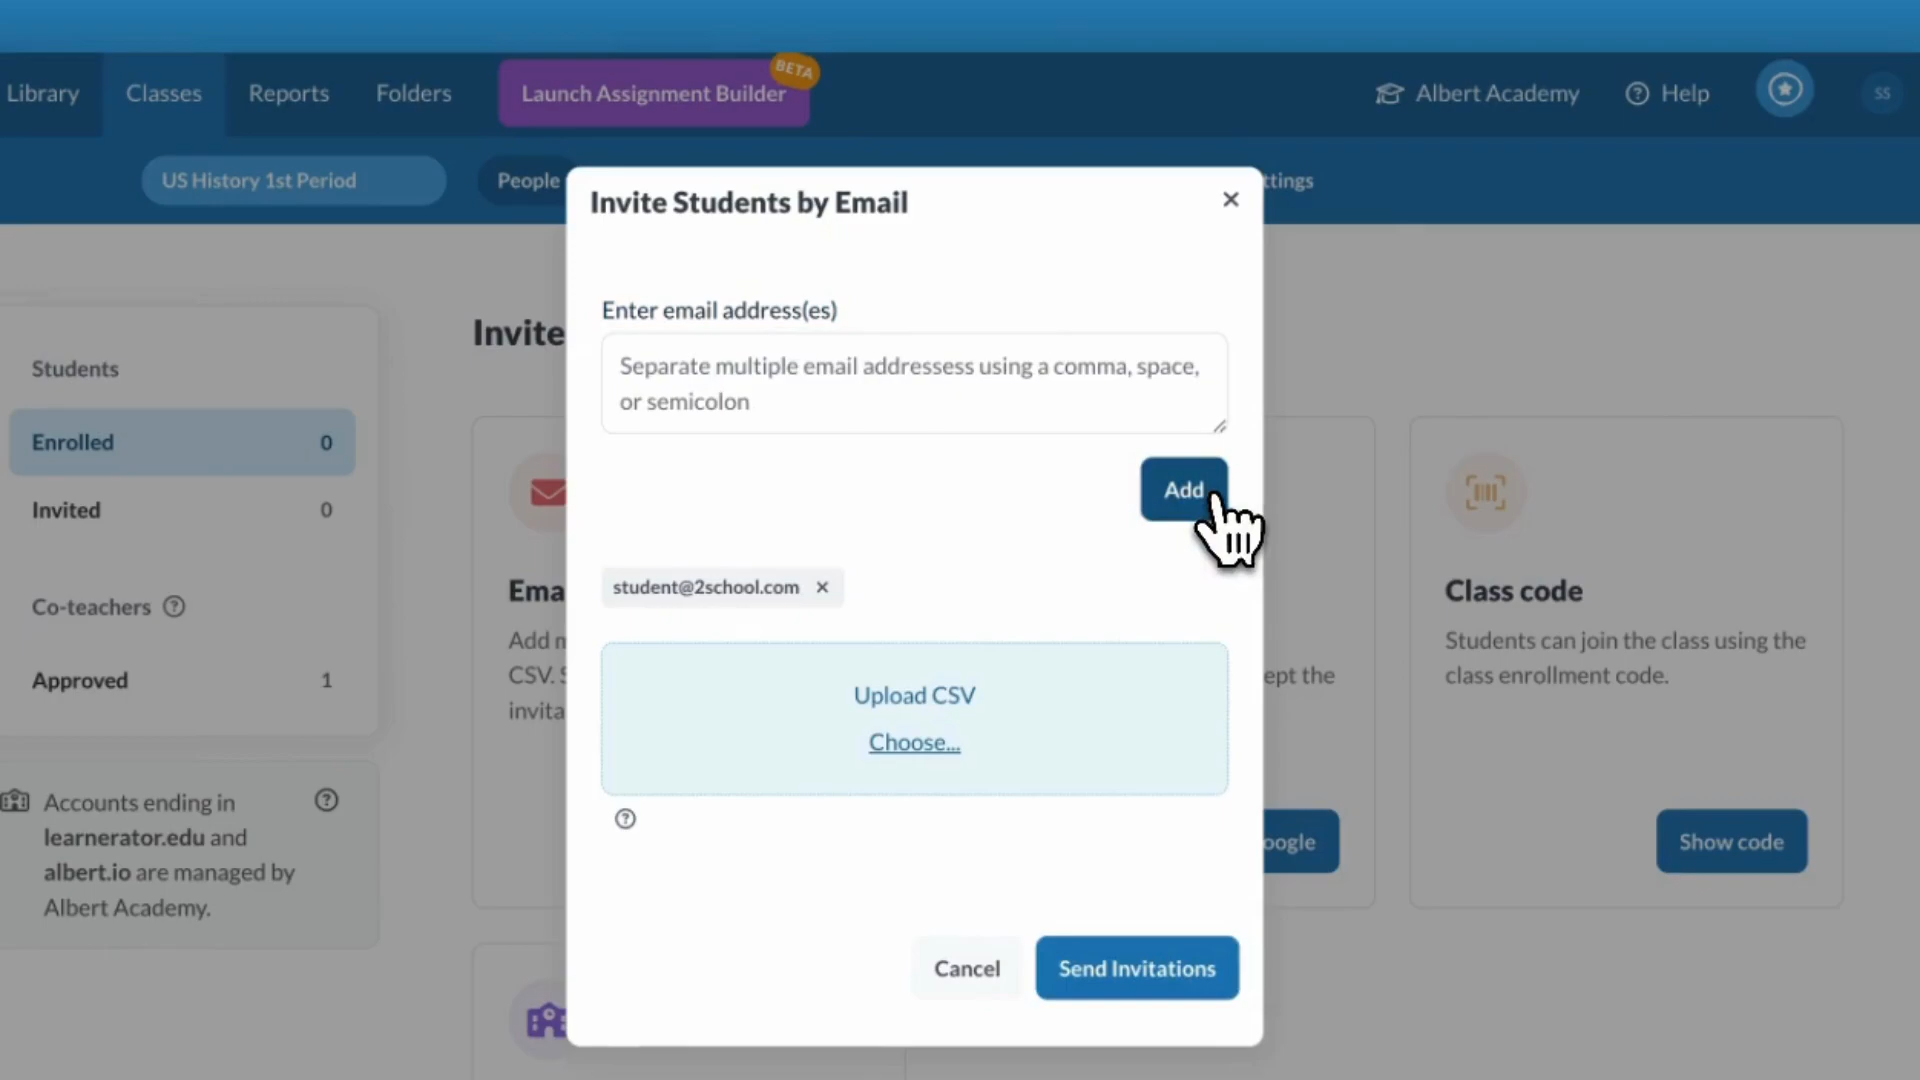 Library
Classes
Reports
Folders
Launch Assignment Builder
BETA
Albert Academy
Help
SS
US History 1st Period
People
ttings
Invite Students by Email
Enter email address(es)
Separate multiple email addressess using a comma, space,
or semicolon
Add
student@2school.com
Upload CSV
Choose...
Cancel
Send Invitations
Students
Enrolled 0
Invited 0
Co-teachers
Approved 1
Accounts ending in
learnerator.edu and
albert.io are managed by
Albert Academy.
Invite
Ema
Add m
CSV. S
invita
ept the
oogle
Class code
Students can join the class using the
class enrollment code.
Show code